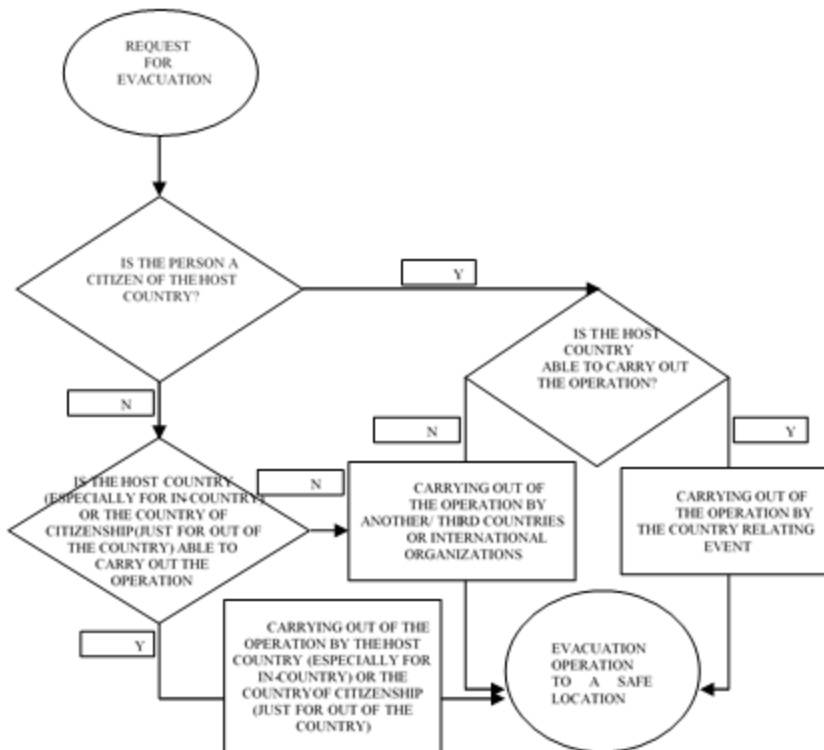 REQUEST
FOR
EVACUATION
IS THE PERSON A
CITIZEN OF THE HOST
COUNTRY?
Y
IS THE HOST
COUNTRY
ABLE TO CARRY OUT
THE OPERATION?
N
N
Y
IS THE HOST COUNTRY
(ESPECIALLY FOR IN-COUNTRY)
OR THE COUNTRY OF
CITIZENSHIP(JUST FOR OUT OF
THE COUNTRY) ABLE TO
CARRY OUT THE
OPERATION
N
CARRYING OUT OF
THE OPERATION BY
ANOTHER/ THIRD COUNTRIES
OR INTERNATIONAL
ORGANIZATIONS
CARRYING OUT OF
THE OPERATION BY
THE COUNTRY RELATING
EVENT
Y
CARRYING OUT OF THE
OPERATION BY THE HOST
COUNTRY (ESPECIALLY FOR
IN-COUNTRY) OR THE
COUNTRY OF CITIZENSHIP
(JUST FOR OUT OF THE
COUNTRY)
EVACUATION
OPERATION
TO A SAFE
LOCATION